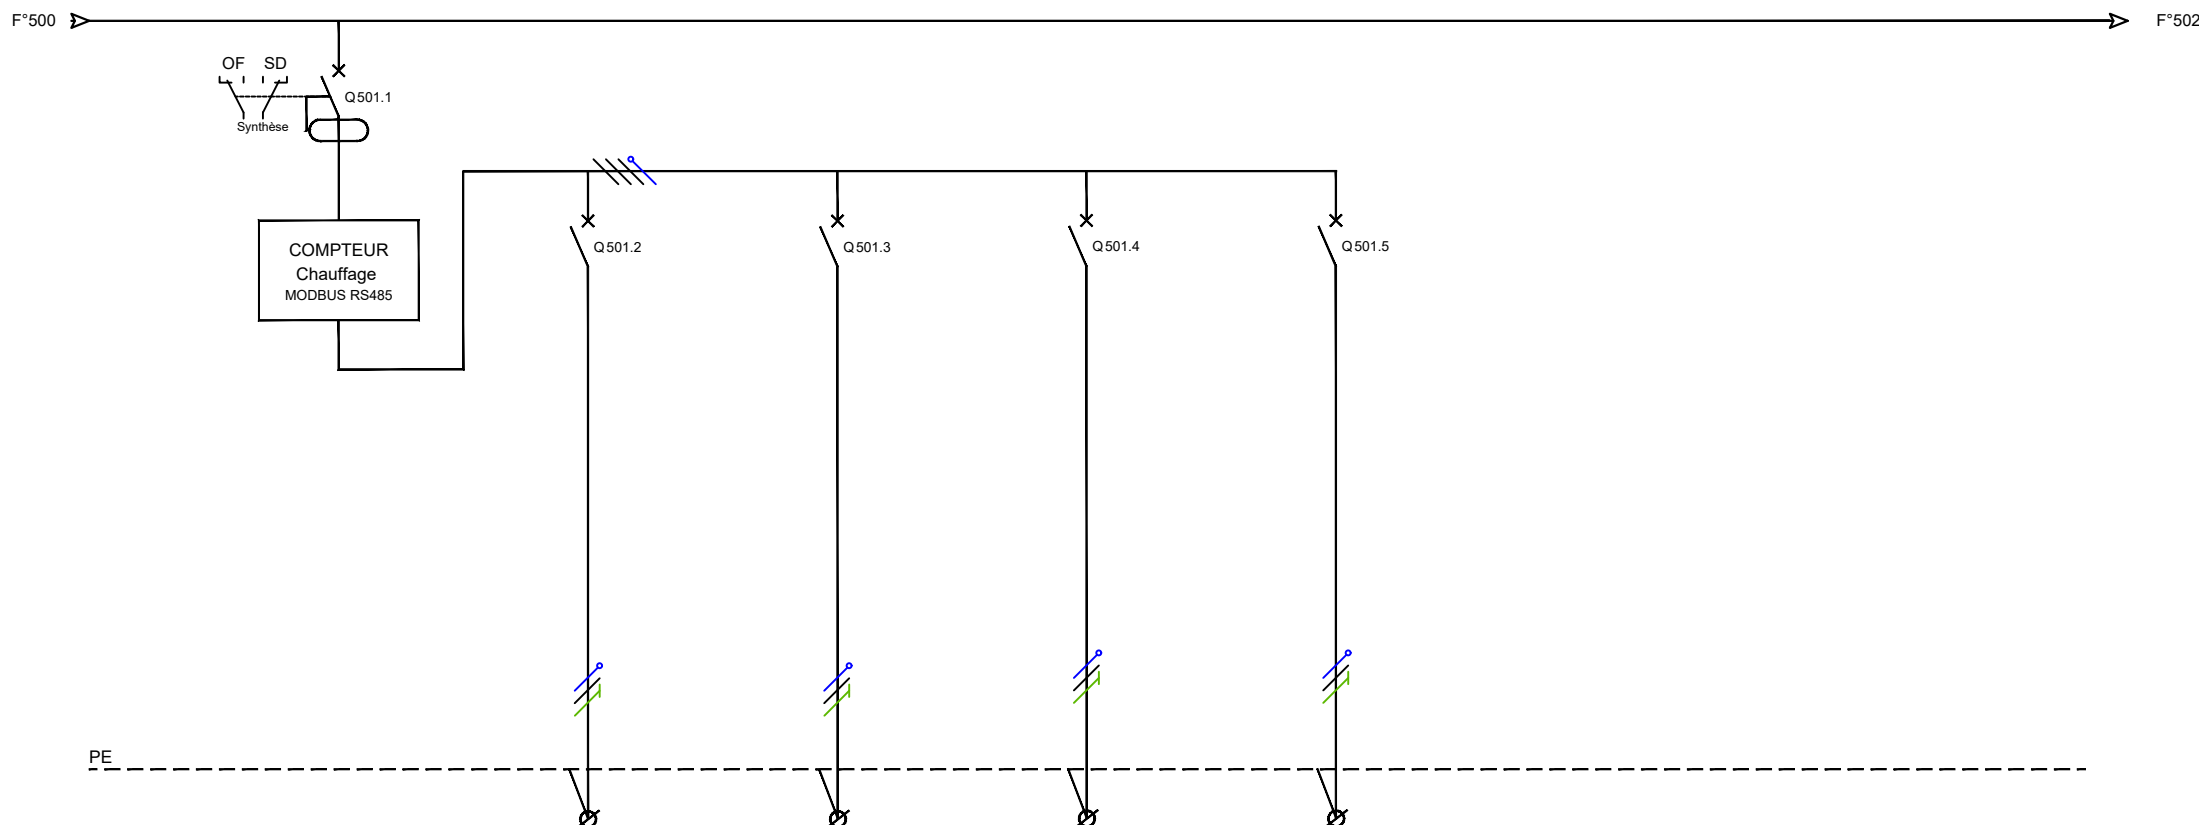 F°500
F°502
OF SD
Q501.1
Synthèse
COMPTEUR
Chauffage
MODBUS RS485
Q501.2
Q501.3
Q501.4
Q501.5
PE